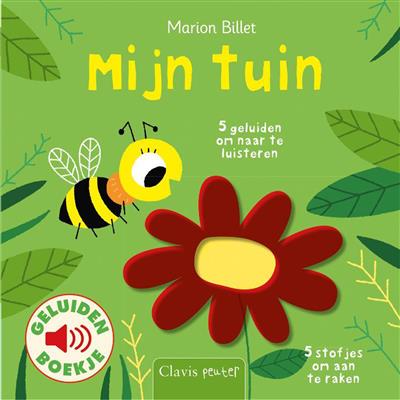 Marion Billet
Mijn tuin
5 geluiden
om naar te
luisteren
GELUIDEN
BOEKJE
5 stofjes
om aan
te raken
Clavis peuter